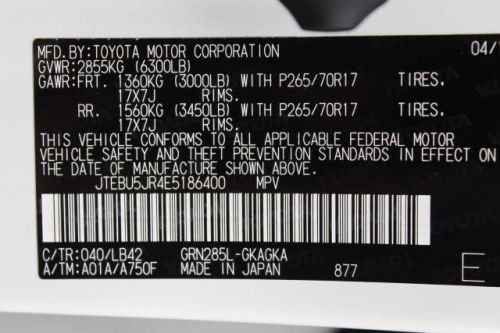 MFD.BY:TOYOTA MOTOR CORPORATION 04/1
GVWR:2855KG (6300LB)
GAWR:FRT. 1360KG (3000LB) WITH P265/70R17 TIRES,
17X7J RIMS.
RR. 1560KG (3450LB) WITH P265/70R17 TIRES,
17X7J RIMS.
THIS VEHICLE CONFORMS TO ALL APPLICABLE FEDERAL MOTOR
VEHICLE SAFETY AND THEFT PREVENTION STANDARDS IN EFFECT O
THE DATE OF MANUFACTURE SHOWN ABOVE.
JTEBU5JR4E5186400 MPV
C/TR:040/LB42 GRN285L-GKAGKA
A/TM:A01A/A750F MADE IN JAPAN 877 E